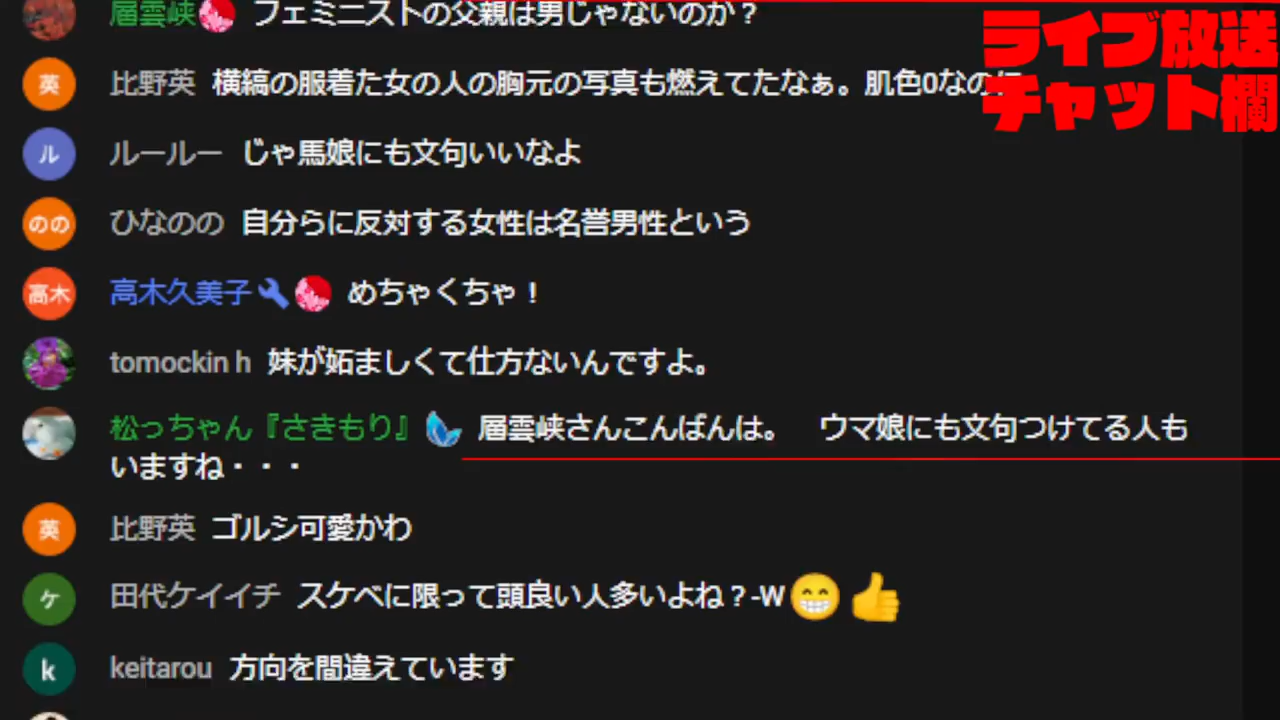 層雲峡 フェミニストの父親は男じゃないのか？
ライブ放送
チャット欄
英 比野英 横縞の服着た女の人の胸元の写真も燃えてたなぁ。肌色0なのに
ル ルールー じゃ馬娘にも文句いいなよ
のの ひなのの 自分らに反対する女性は名誉男性という
高木 高木久美子 めちゃくちゃ！
tomockin h 妹が妬ましくて仕方ないんですよ。
松っちゃん『さきもり』 層雲峡さんこんばんは。　ウマ娘にも文句つけてる人も
いますね・・・
英 比野英 ゴルシ可愛かわ
ケ 田代ケイイチ スケベに限って頭良い人多いよね？-W😁👍
k keitarou 方向を間違えています